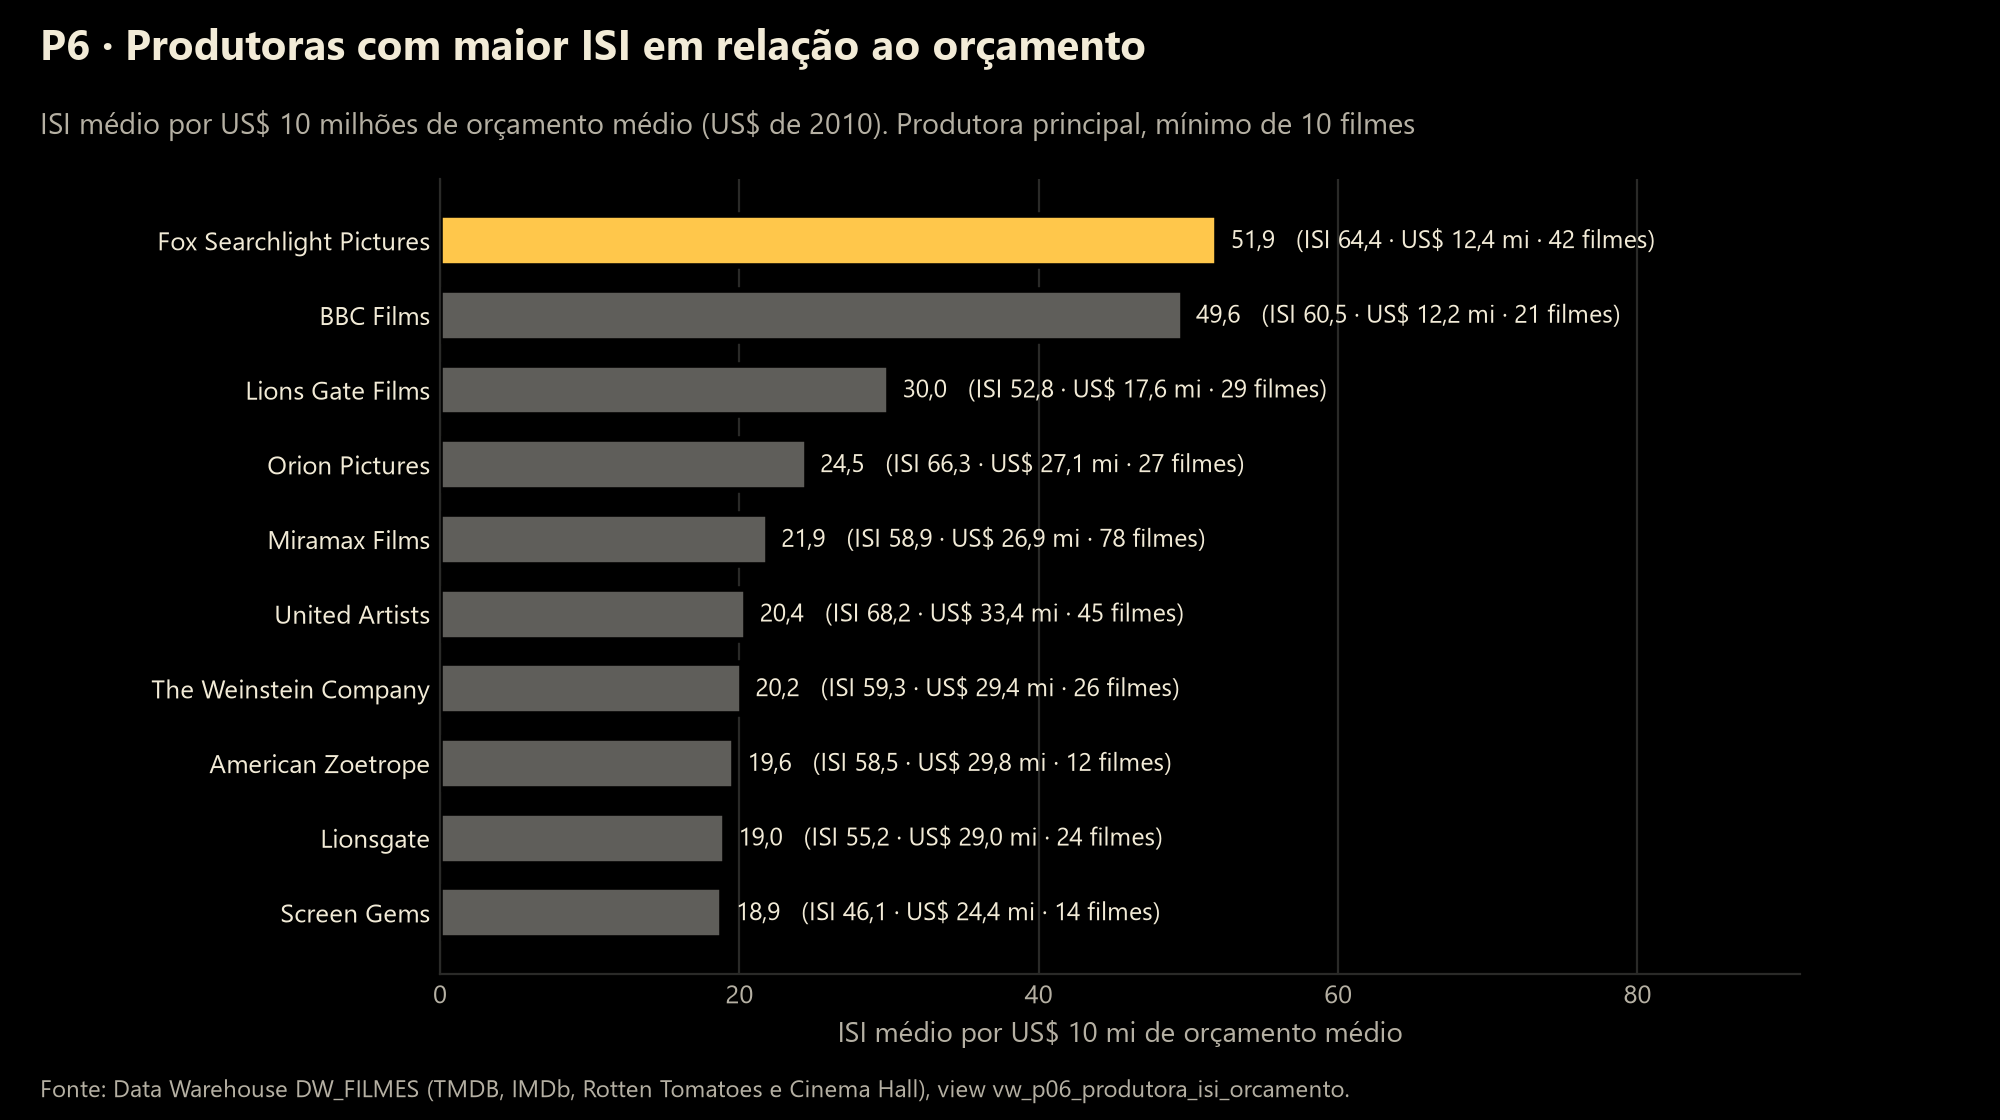 P6 · Produtoras com maior ISI em relação ao orçamento
ISI médio por US$ 10 milhões de orçamento médio (US$ de 2010). Produtora principal, mínimo de 10 filmes
Fox Searchlight Pictures 51,9 (ISI 64,4 · US$ 12,4 mi · 42 filmes)
BBC Films 49,6 (ISI 60,5 · US$ 12,2 mi · 21 filmes)
Lions Gate Films 30,0 (ISI 52,8 · US$ 17,6 mi · 29 filmes)
Orion Pictures 24,5 (ISI 66,3 · US$ 27,1 mi · 27 filmes)
Miramax Films 21,9 (ISI 58,9 · US$ 26,9 mi · 78 filmes)
United Artists 20,4 (ISI 68,2 · US$ 33,4 mi · 45 filmes)
The Weinstein Company 20,2 (ISI 59,3 · US$ 29,4 mi · 26 filmes)
American Zoetrope 19,6 (ISI 58,5 · US$ 29,8 mi · 12 filmes)
Lionsgate 19,0 (ISI 55,2 · US$ 29,0 mi · 24 filmes)
Screen Gems 18,9 (ISI 46,1 · US$ 24,4 mi · 14 filmes)
0 20 40 60 80
ISI médio por US$ 10 mi de orçamento médio
Fonte: Data Warehouse DW_FILMES (TMDB, IMDb, Rotten Tomatoes e Cinema Hall), view vw_p06_produtora_isi_orcamento.